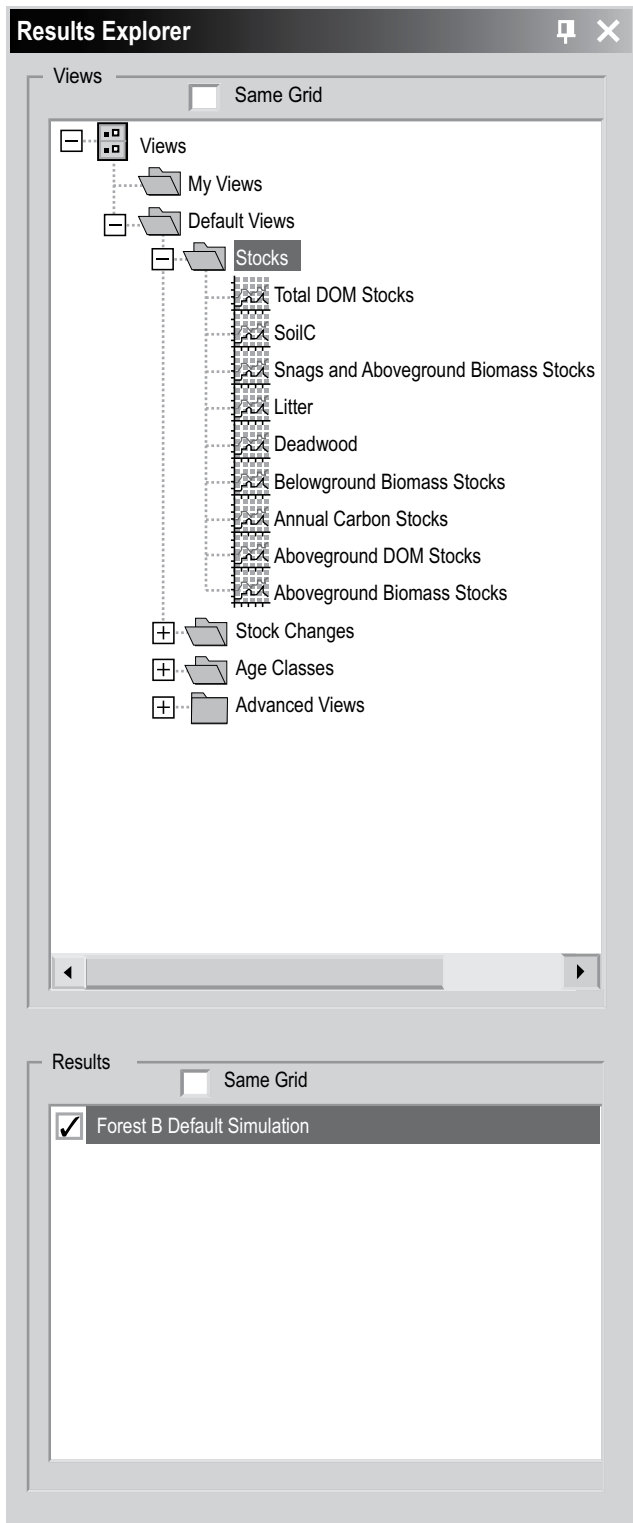 Results Explorer
Views
Same Grid
Views
My Views
Default Views
Stocks
Total DOM Stocks
SoilC
Snags and Aboveground Biomass Stocks
Litter
Deadwood
Belowground Biomass Stocks
Annual Carbon Stocks
Aboveground DOM Stocks
Aboveground Biomass Stocks
Stock Changes
Age Classes
Advanced Views
Results
Same Grid
Forest B Default Simulation